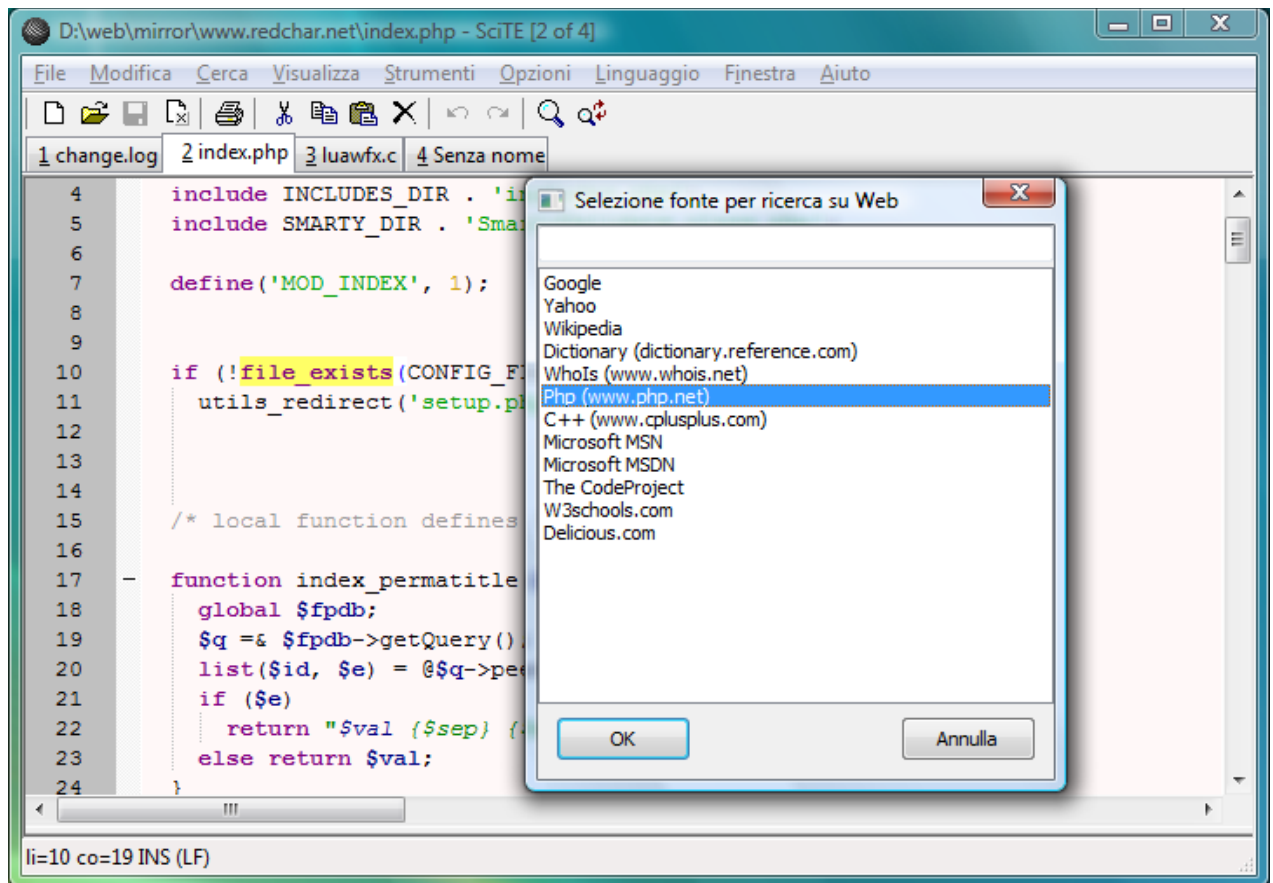 D:\web\mirror\www.redchar.net\index.php - SciTE [2 of 4]
File Modifica Cerca Visualizza Strumenti Opzioni Linguaggio Finestra Aiuto
1 change.log 2 index.php 3 luawfx.c 4 Senza nome
4 include INCLUDES_DIR . 'i
5 include SMARTY_DIR . 'Sma
6
7 define('MOD_INDEX', 1);
8
9
10 if (!file_exists(CONFIG_F
11 utils_redirect('setup.p
12
13
14
15 /* local function defines
16
17 - function index_permatitle
18 global $fpdb;
19 $q =& $fpdb->getQuery()
20 list($id, $e) = @$q->pee
21 if ($e)
22 return "$val {$sep} {
23 else return $val;
24 }
Selezione fonte per ricerca su Web
Google
Yahoo
Wikipedia
Dictionary (dictionary.reference.com)
WhoIs (www.whois.net)
Php (www.php.net)
C++ (www.cplusplus.com)
Microsoft MSN
Microsoft MSDN
The CodeProject
W3schools.com
Delicious.com
OK Annulla
li=10 co=19 INS (LF)